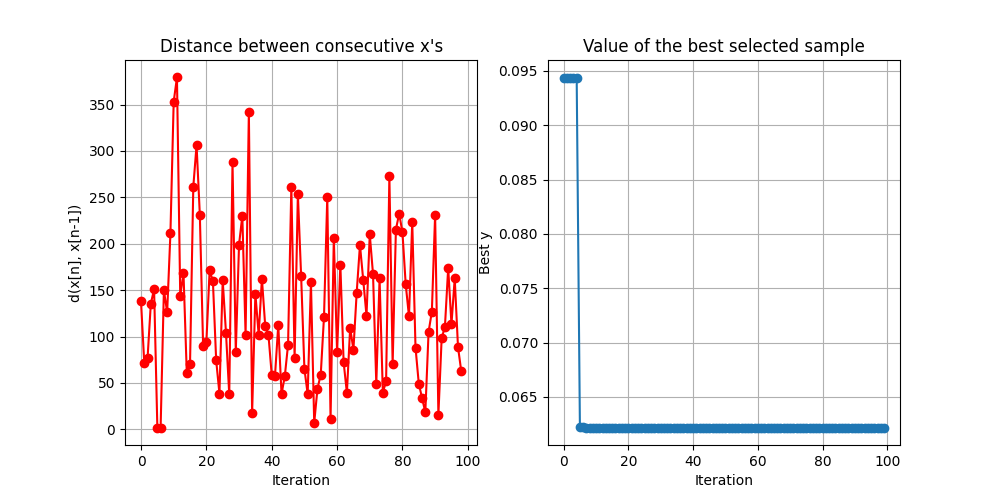 Distance between consecutive x's
d(x[n], x[n-1])
350
300
250
200
150
100
50
0
0 20 40 60 80 100
Iteration
Value of the best selected sample
Best y
0.095
0.090
0.085
0.080
0.075
0.070
0.065
0 20 40 60 80 100
Iteration